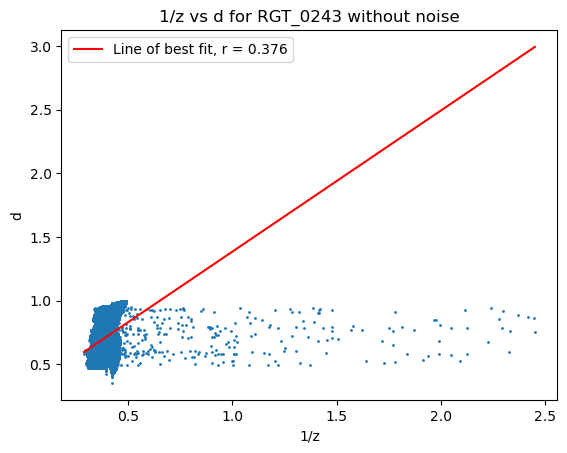 1/z vs d for RGT_0243 without noise
Line of best fit, r = 0.376
3.0
2.5
2.0
1.5
1.0
0.5
d
0.5 1.0 1.5 2.0 2.5
1/z